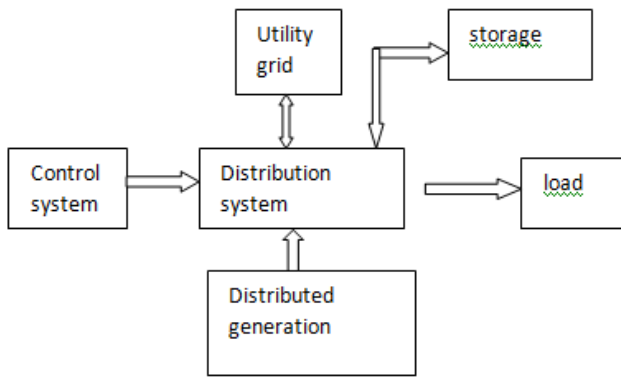 Utility
grid
storage
Control
system
Distribution
system
load
Distributed
generation